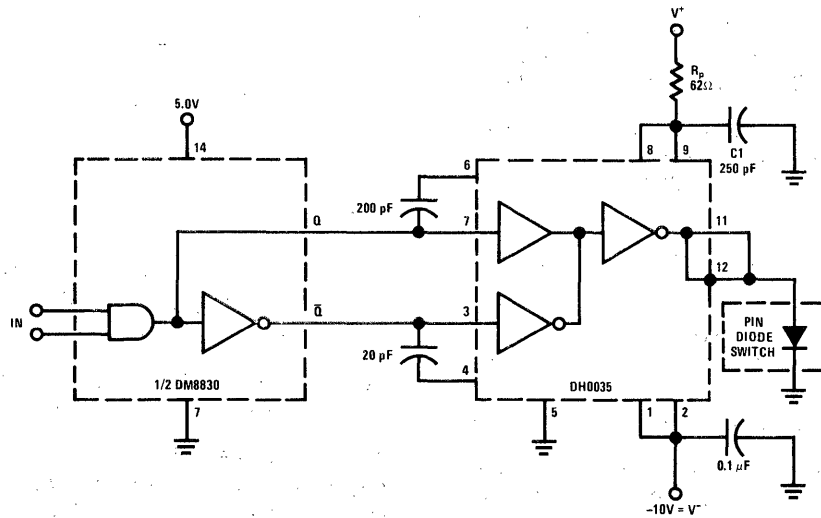 V+
Rp
62Ω
5.0V
14
8
9
C1
250 pF
6
200 pF
Q
7
11
12
IN
Q̄
3
20 pF
4
PIN
DIODE
SWITCH
1/2 DM8830
DH0035
7
5
1
2
0.1 µF
-10V = V-